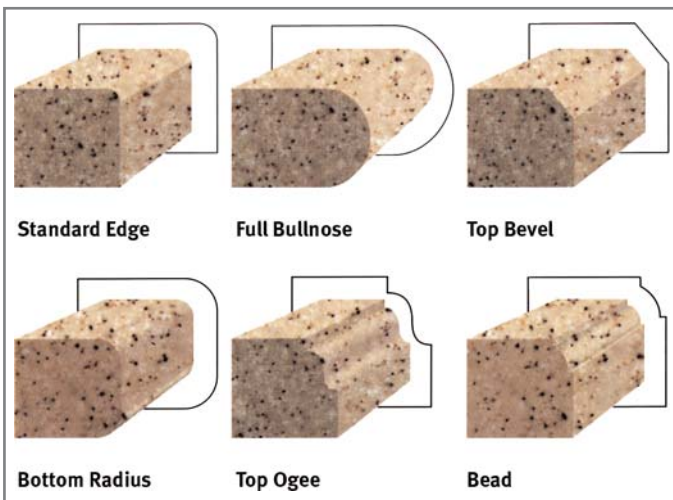 Standard Edge
Full Bullnose
Top Bevel
Bottom Radius
Top Ogee
Bead